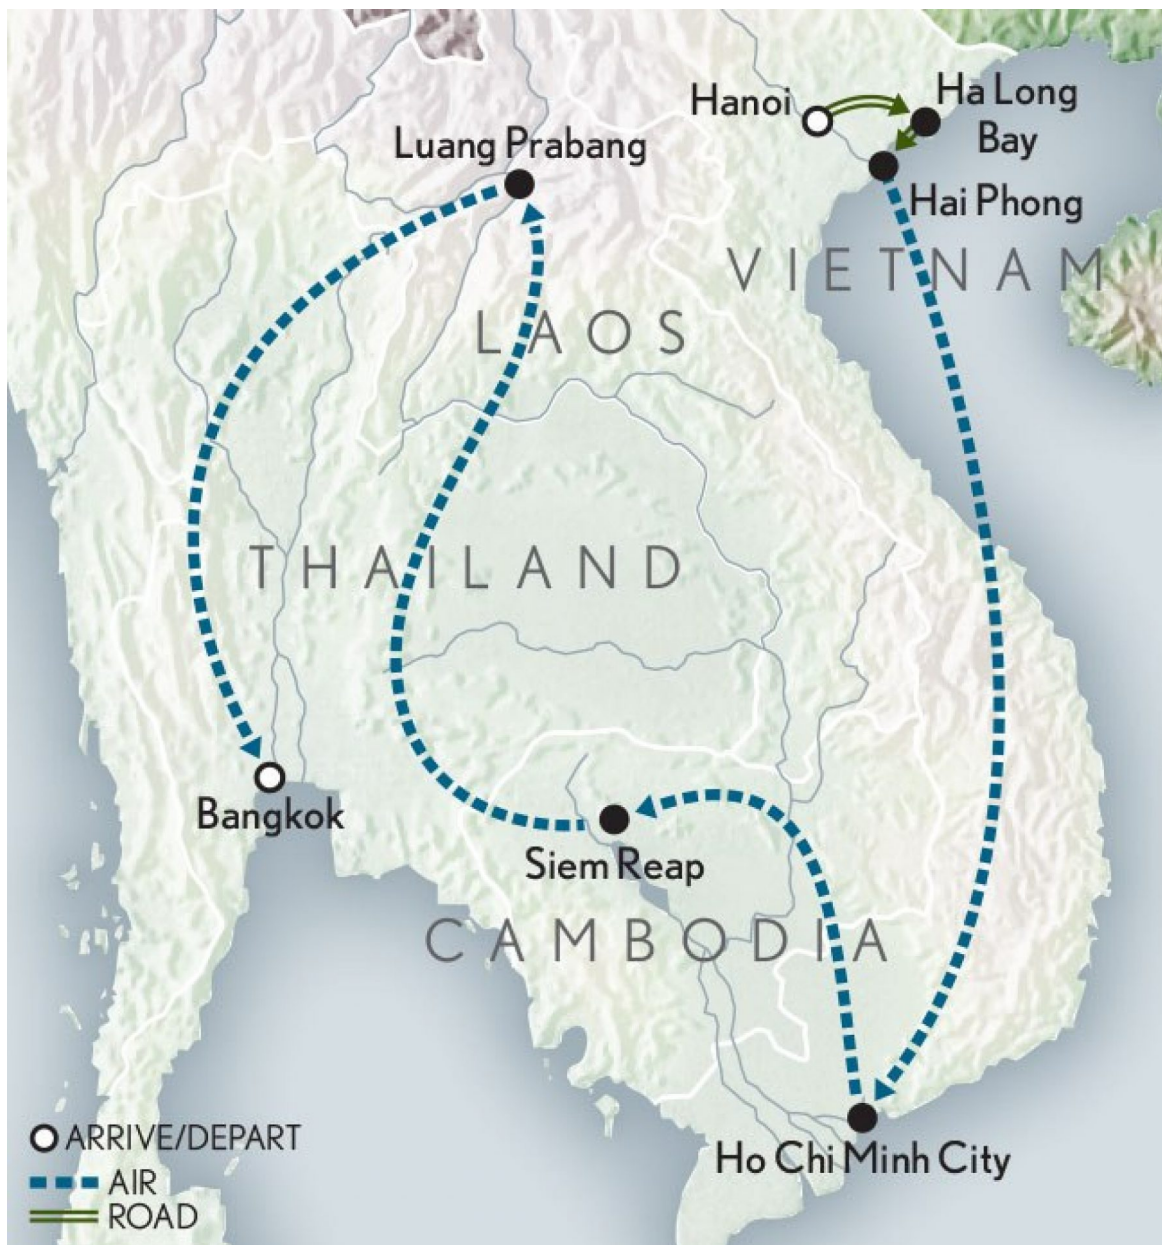 Hanoi
Ha Long
Bay
Luang Prabang
Hai Phong
VIETNAM
LAOS
THAILAND
Bangkok
Siem Reap
CAMBODIA
ARRIVE/DEPART
Ho Chi Minh City
AIR
ROAD